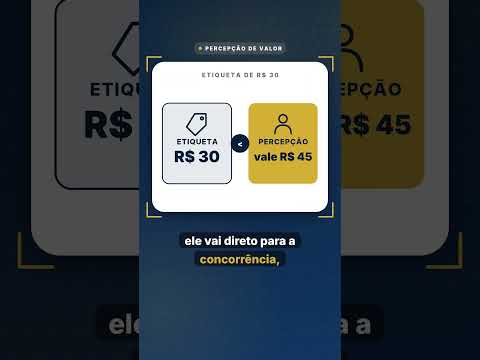 PERCEPÇÃO DE VALOR
ETIQUETA DE R$ 30
ETIQUETA
R$ 30
<
PERCEPÇÃO
vale R$ 45
ele vai direto para a
concorrência,